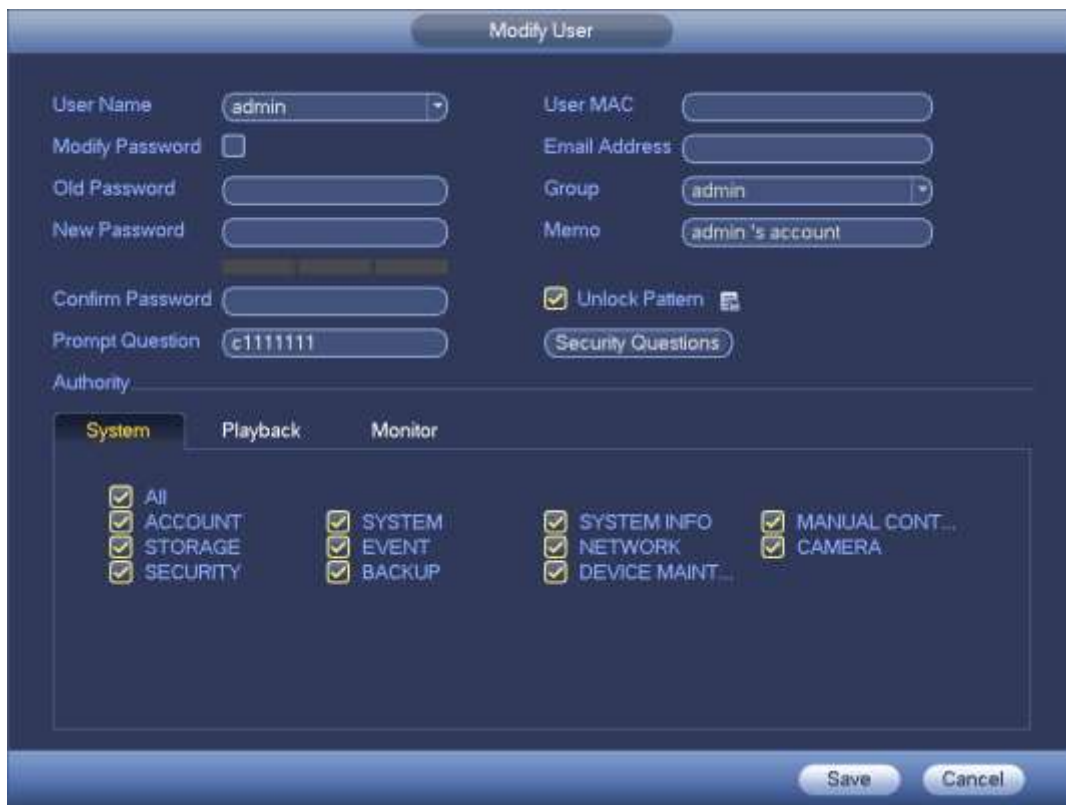 Modify User
User Name admin User MAC
Modify Password Email Address
Old Password Group admin
New Password Memo admin 's account
Confirm Password Unlock Pattern
Prompt Question c1111111 Security Questions
Authority
System Playback Monitor
All
ACCOUNT SYSTEM SYSTEM INFO MANUAL CONT...
STORAGE EVENT NETWORK CAMERA
SECURITY BACKUP DEVICE MAINT...
Save Cancel